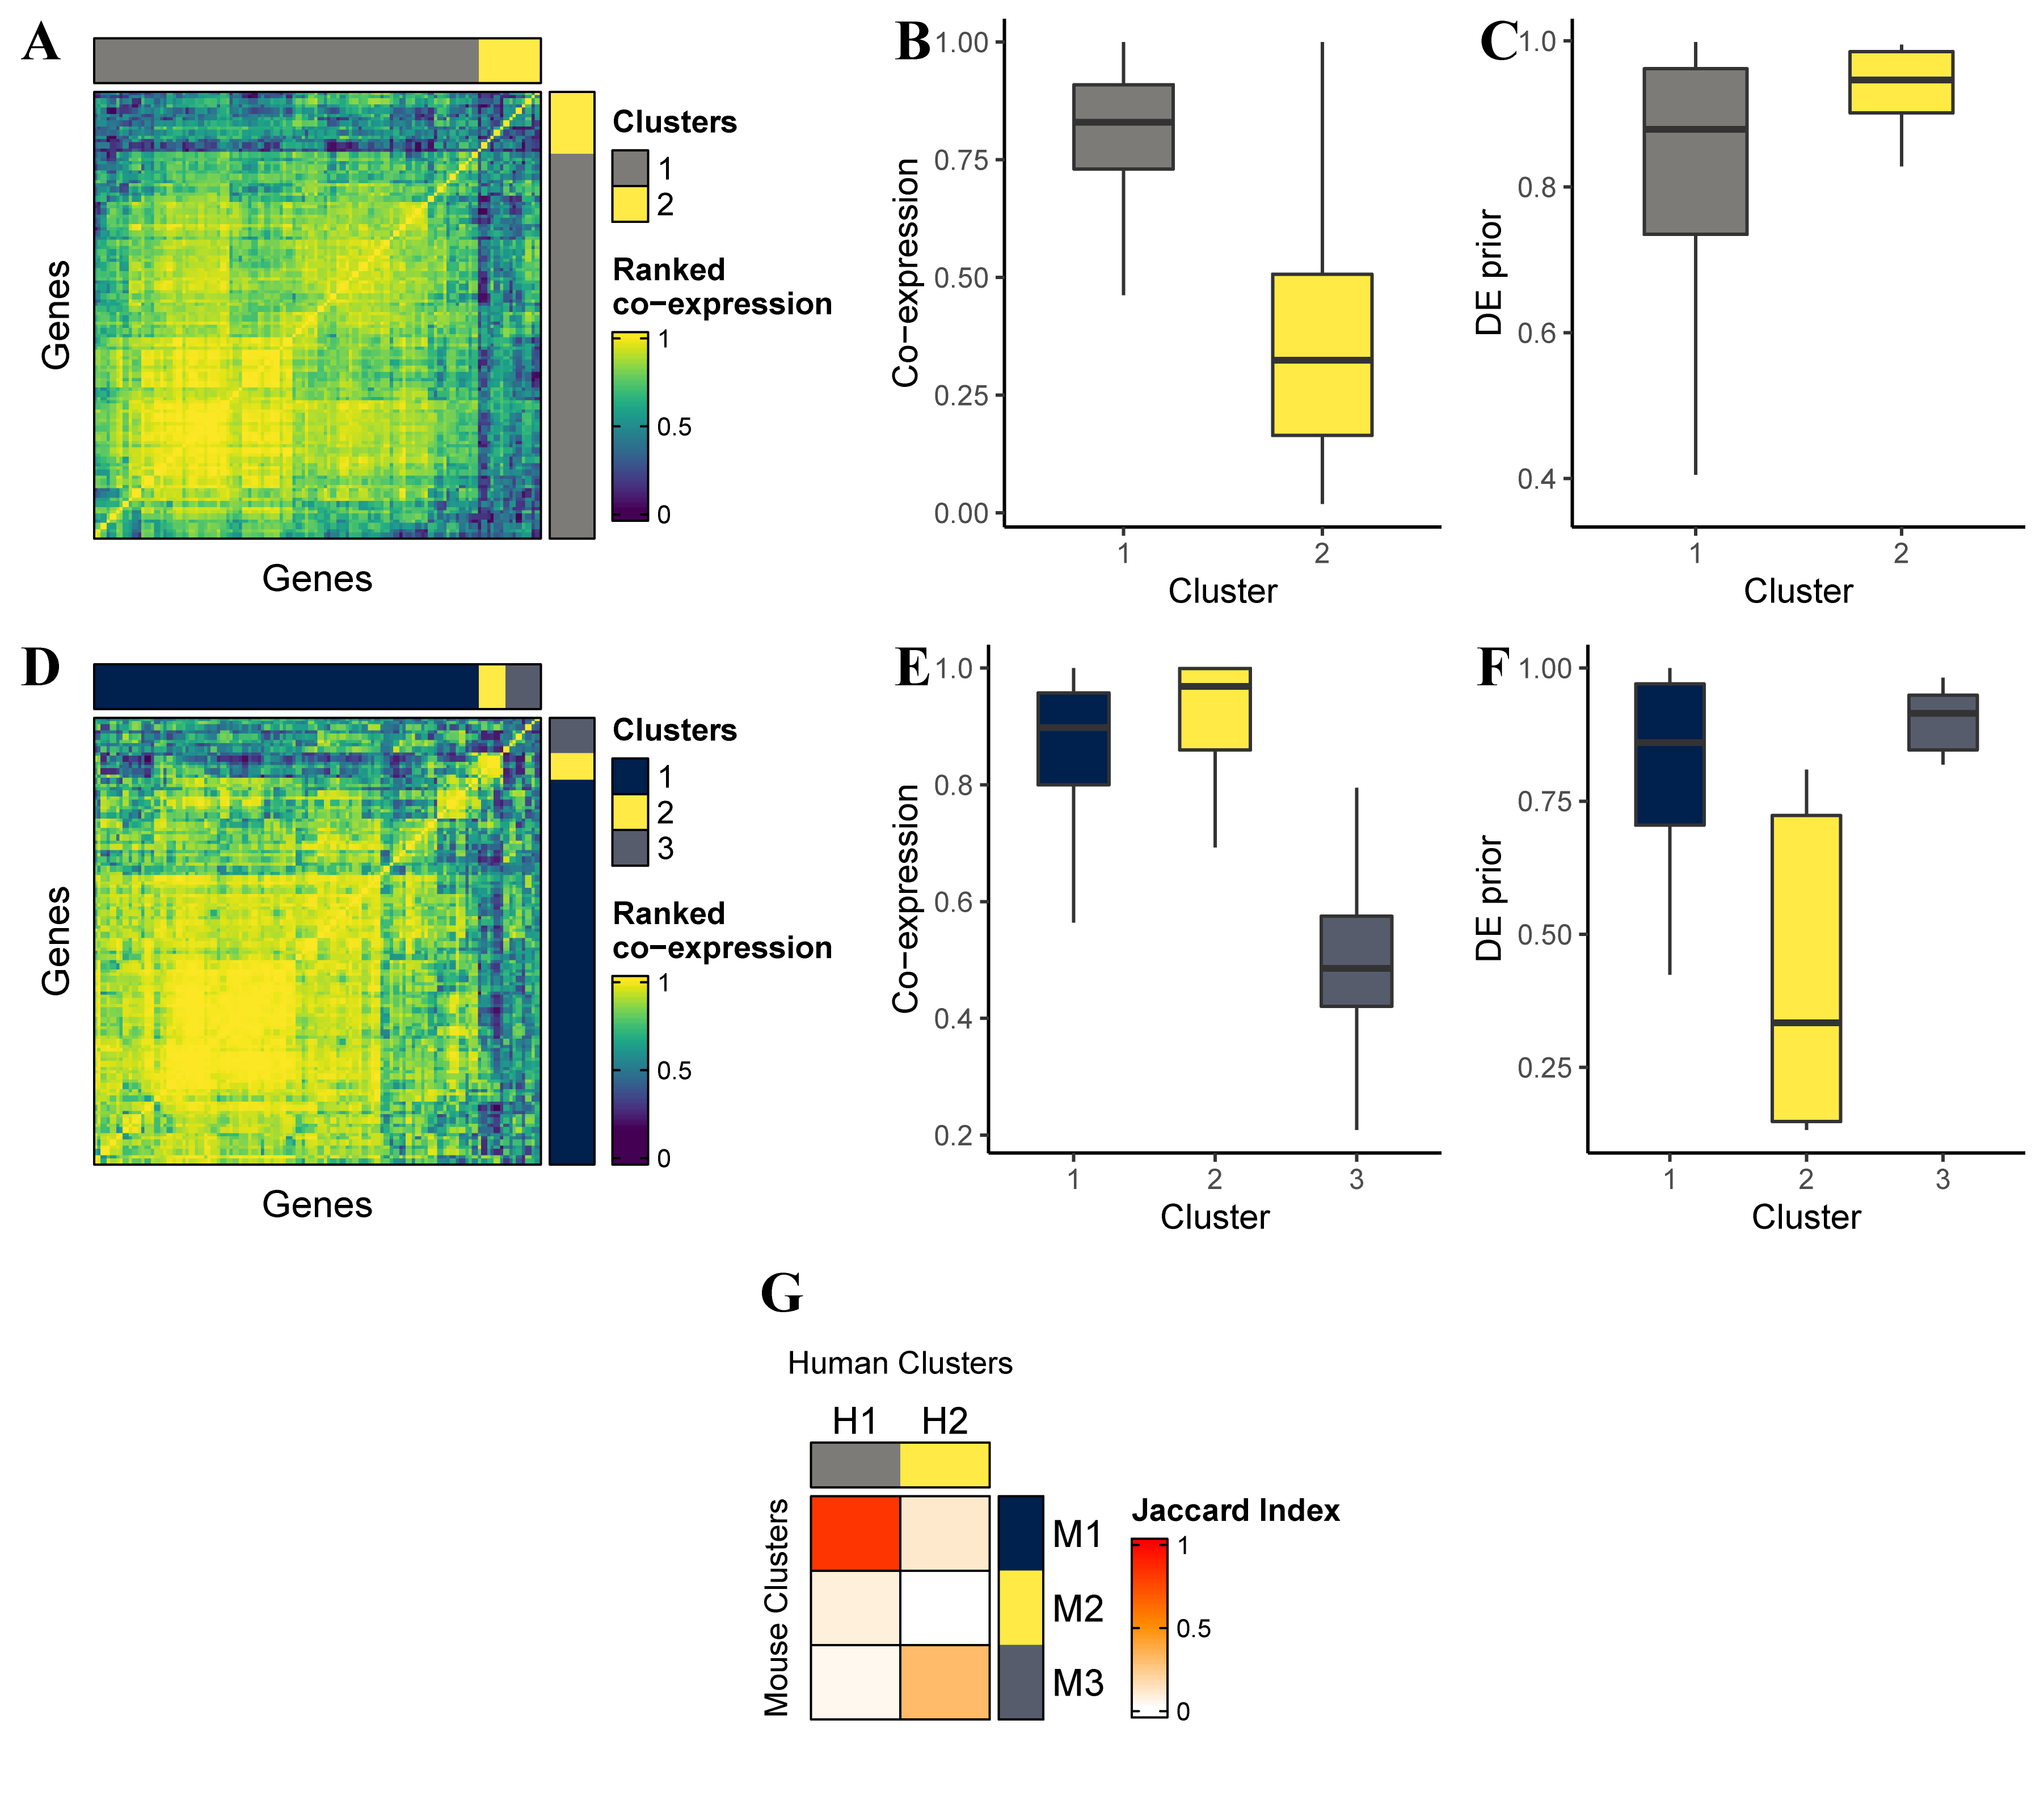 A
Clusters
1
2
Ranked
co−expression
1
0.5
0
Genes
Genes
B
1.00
0.75
0.50
0.25
0.00
Co−expression
1
2
Cluster
C
1.0
0.8
0.6
0.4
DE prior
1
2
Cluster
D
Clusters
1
2
3
Ranked
co−expression
1
0.5
0
Genes
Genes
E
1.0
0.8
0.6
0.4
0.2
Co−expression
1
2
3
Cluster
F
1.00
0.75
0.50
0.25
DE prior
1
2
3
Cluster
G
Human Clusters
H1 H2
Mouse Clusters
M1
M2
M3
Jaccard Index
1
0.5
0